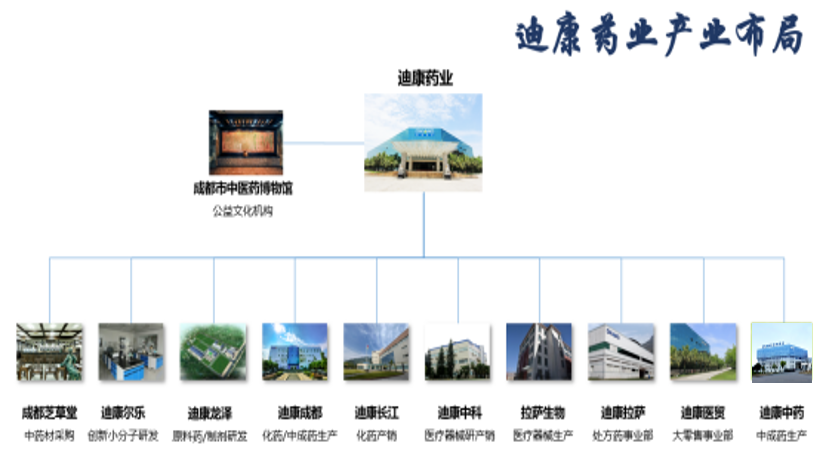 迪康药业产业布局
迪康药业
成都市中医药博物馆
公益文化机构
成都芝草堂 迪康尔乐 迪康龙泽 迪康成都 迪康长江 迪康中科 拉萨生物 迪康拉萨 迪康医贸 迪康中药
中药材采购 创新小分子研发 原料药/制剂研发 化药/中成药生产 化药产销 医疗器械研产销 医疗器械生产 处方药事业部 大零售事业部 中成药生产